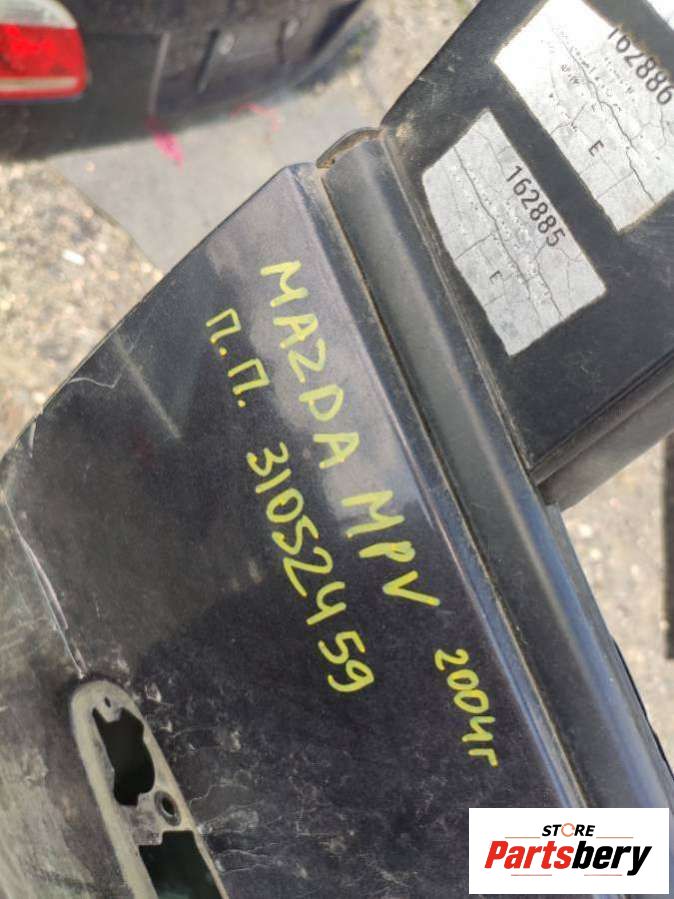 162886
E
162885
E
MAZDA MPV 2004г
П.П. 31052459
STORE
Partsbery